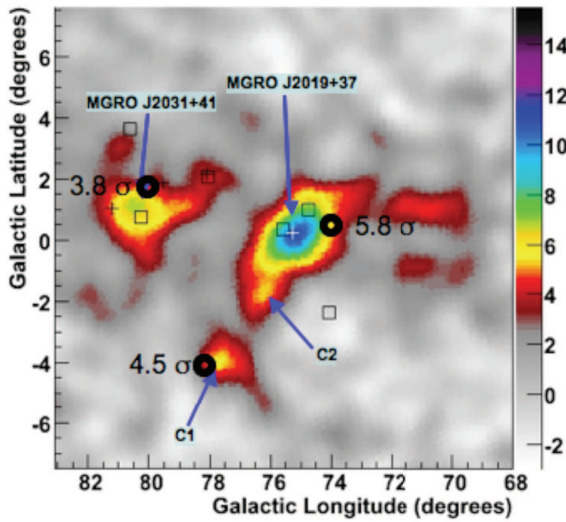 Galactic Latitude (degrees)
6
4
2
0
-2
-4
-6
MGRO J2031+41
MGRO J2019+37
3.8 σ
5.8 σ
4.5 σ
C2
C1
82 80 78 76 74 72 70 68
Galactic Longitude (degrees)
14
12
10
8
6
4
2
0
-2